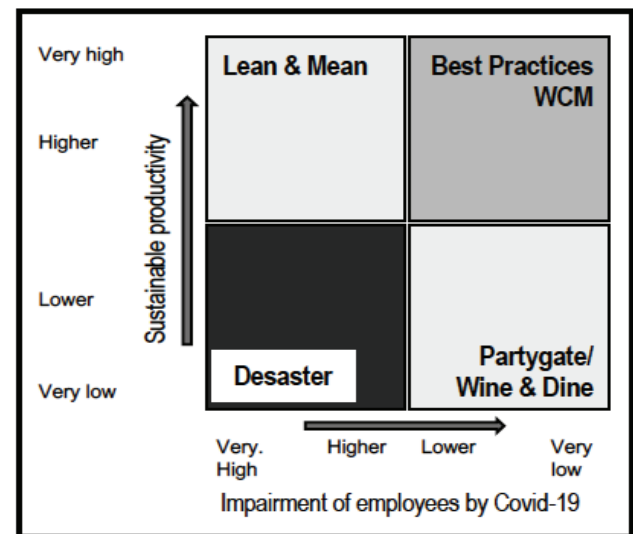 Very high
Higher
Lower
Very low
Sustainable productivity
Lean & Mean
Best Practices
WCM
Desaster
Partygate/
Wine & Dine
Very.
High
Higher
Lower
Very
low
Impairment of employees by Covid-19